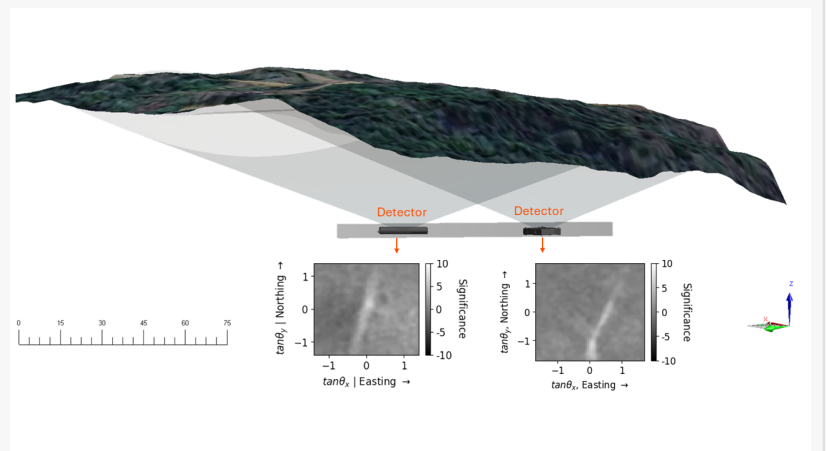 Detector
Detector
tanθy | Northing →
1
0
−1
−1
0
1
tanθx | Easting →
10
5
0
-5
-10
Significance
tanθy, Northing →
1
0
−1
−1
0
1
tanθx, Easting →
10
5
0
-5
-10
Significance
0 15 30 45 60 75
z
x